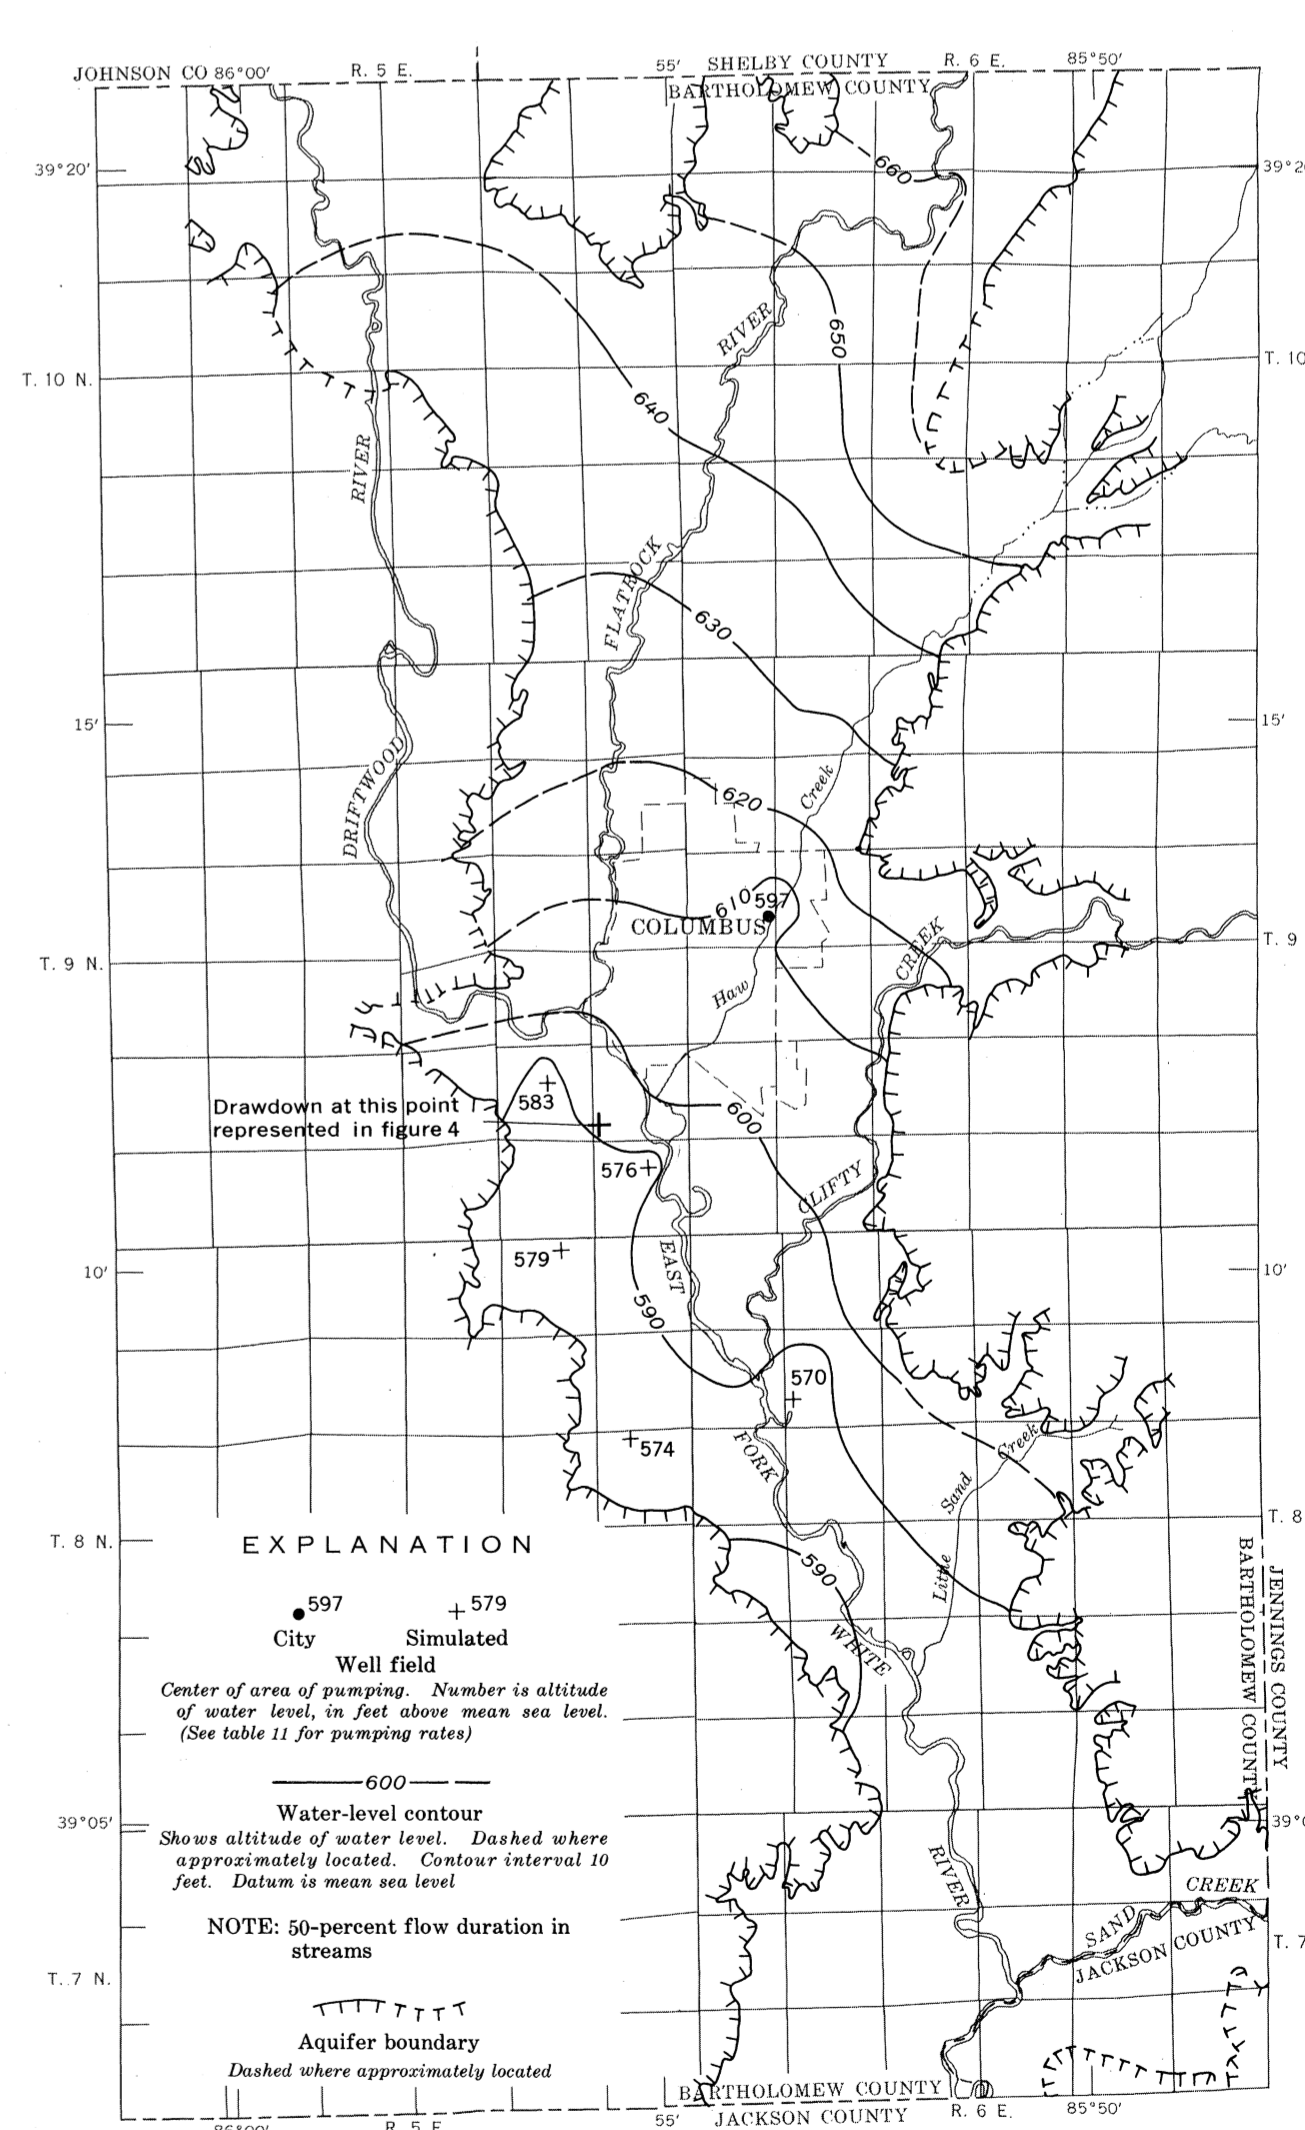 JOHNSON CO 86°00′ R. 5 E. 55′ SHELBY COUNTY R. 6 E. 85°50′
BARTHOLOMEW COUNTY
39°20′
660
RIVER
650
T. 10 N.
T. 10
640
RIVER
FLATROCK
630
15′
15′
DRIFTWOOD
Creek
620
610
597
COLUMBUS
CREEK
T. 9
T. 9 N.
Haw
583
Drawdown at this point
represented in figure 4
600
576
CLIFTY
579
EAST
10′
10′
590
570
574
FORK
Creek
Sand
Little
T. 8
T. 8 N.
EXPLANATION
590
BARTHOLOMEW COUNTY
JENNINGS COUNTY
597
579
City
Simulated
Well field
WHITE
Center of area of pumping. Number is altitude
of water level, in feet above mean sea level.
(See table 11 for pumping rates)
600
Water-level contour
39°05′
Shows altitude of water level. Dashed where
approximately located. Contour interval 10
feet. Datum is mean sea level
RIVER
CREEK
SAND
JACKSON COUNTY
NOTE: 50-percent flow duration in
streams
T. 7
T. 7 N.
Aquifer boundary
Dashed where approximately located
BARTHOLOMEW COUNTY
86°00′ R. 5 E. 55′ JACKSON COUNTY R. 6 E. 85°50′